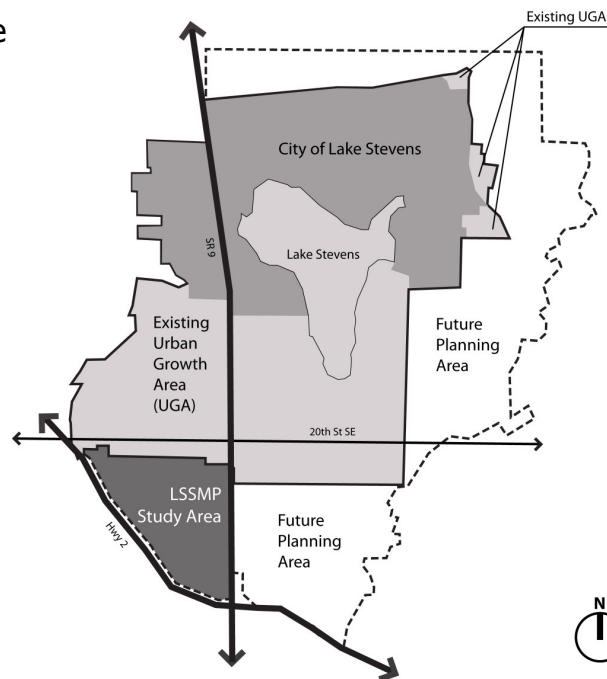 e
Existing UGA
City of Lake Stevens
SR 9
Lake Stevens
Existing
Urban
Growth
Area
(UGA)
Future
Planning
Area
20th St SE
LSSMP
Study Area
Hwy 2
Future
Planning
Area
N